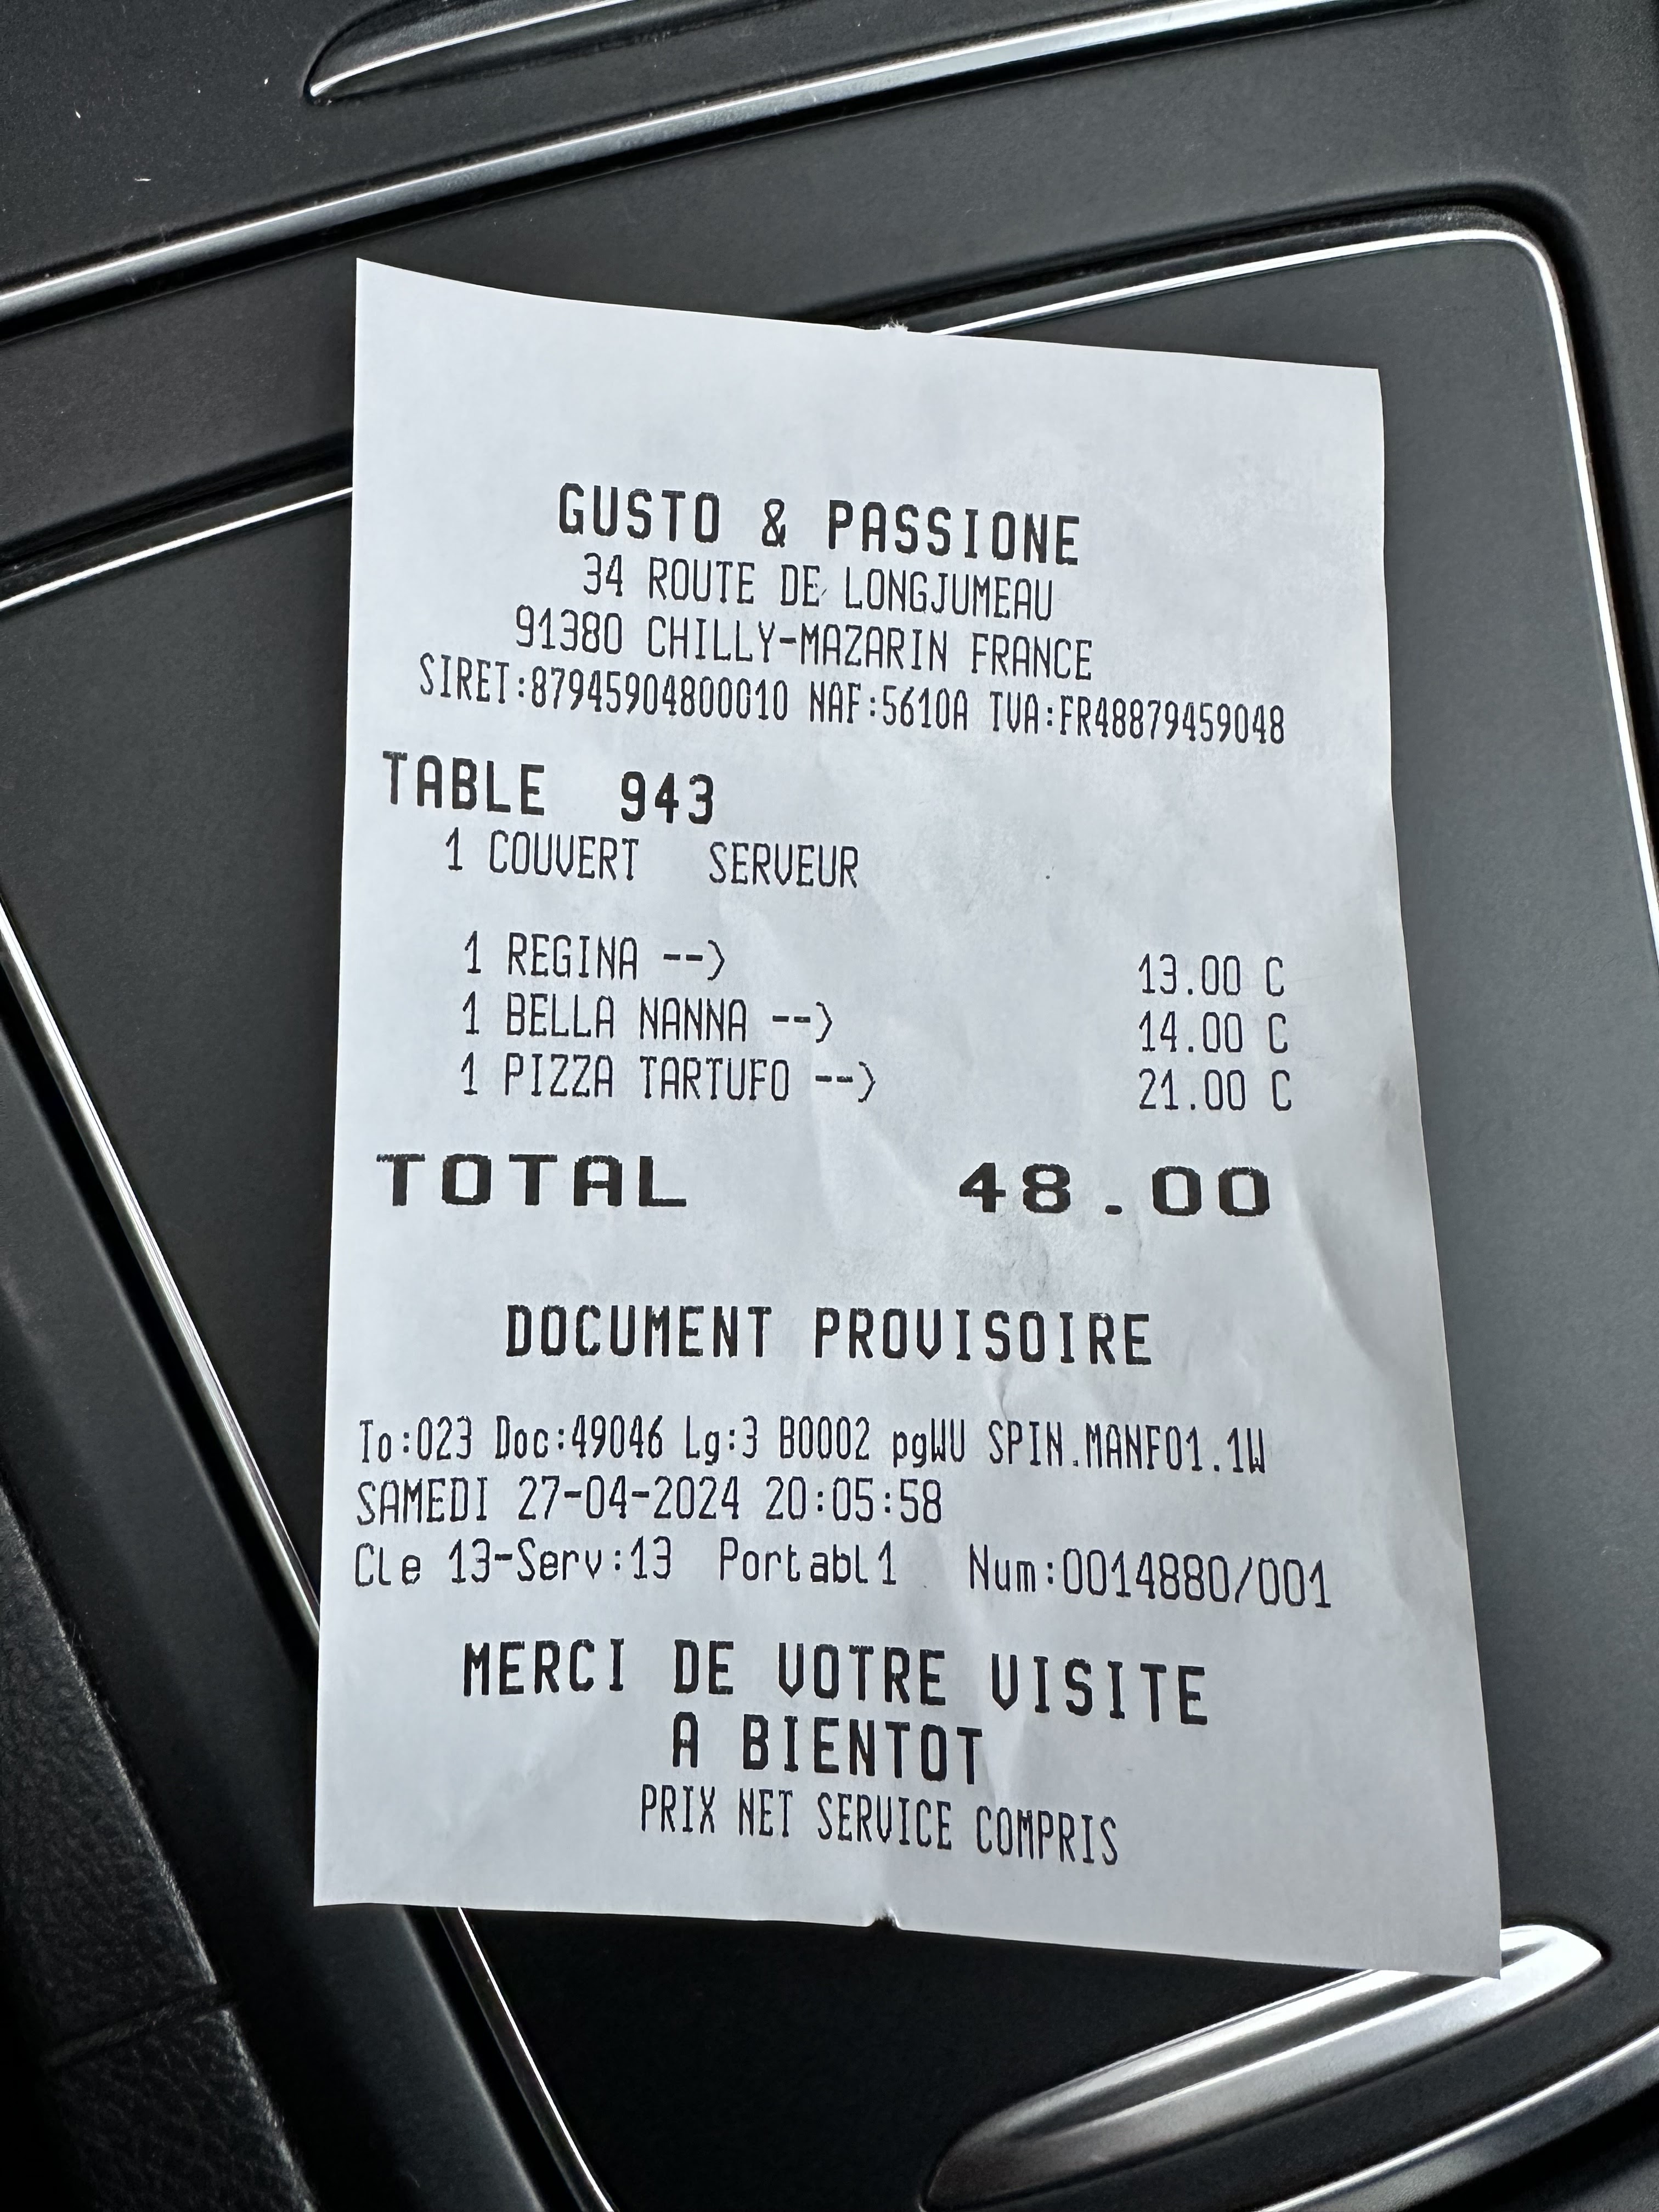 GUSTO & PASSIONE
34 ROUTE DE LONGJUMEAU
91380 CHILLY-MAZARIN FRANCE
SIRET:87945904800010 NAF:5610A TVA:FR48879459048
TABLE 943
1 COUVERT SERVEUR
1 REGINA --> 13.00 C
1 BELLA NANNA --> 14.00 C
1 PIZZA TARTUFO --> 21.00 C
TOTAL 48.00
DOCUMENT PROVISOIRE
To:023 Doc:49046 Lg:3 B0002 pgWU SPIN.MANF01.1W
SAMEDI 27-04-2024 20:05:58
Cle 13-Serv:13 Portabl1 Num:0014880/001
MERCI DE VOTRE VISITE
A BIENTOT
PRIX NET SERVICE COMPRIS